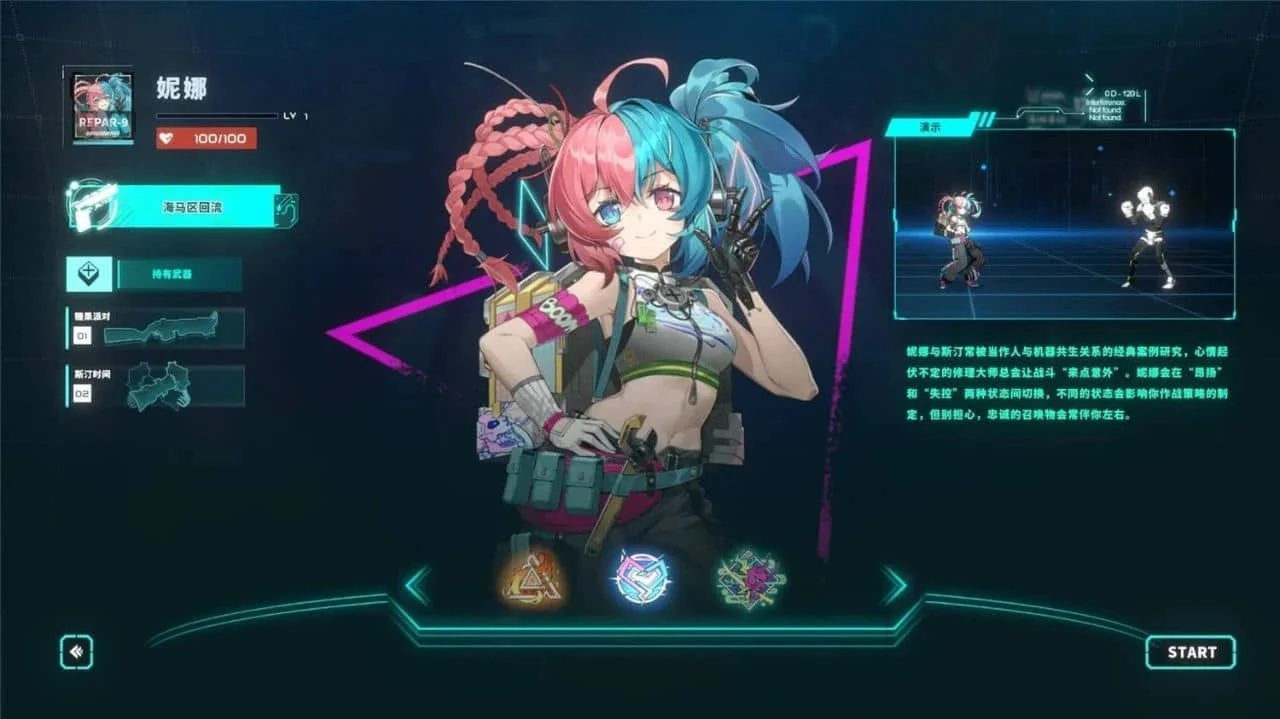 妮娜
LV 1
REPAR-9
100/100
海马区回流
持有武器
糖果派对
01
斯汀时间
02
BOOM
演示
0D-120L
Interference:
Not found.
Not found.
妮娜与斯汀常被当作人与机器共生关系的经典案例研究，心情起
伏不定的修理大师总会让战斗“来点意外”。妮娜会在“昂扬”
和“失控”两种状态间切换，不同的状态会影响你作战策略的制
定，但别担心，忠诚的召唤物会常伴你左右。
START